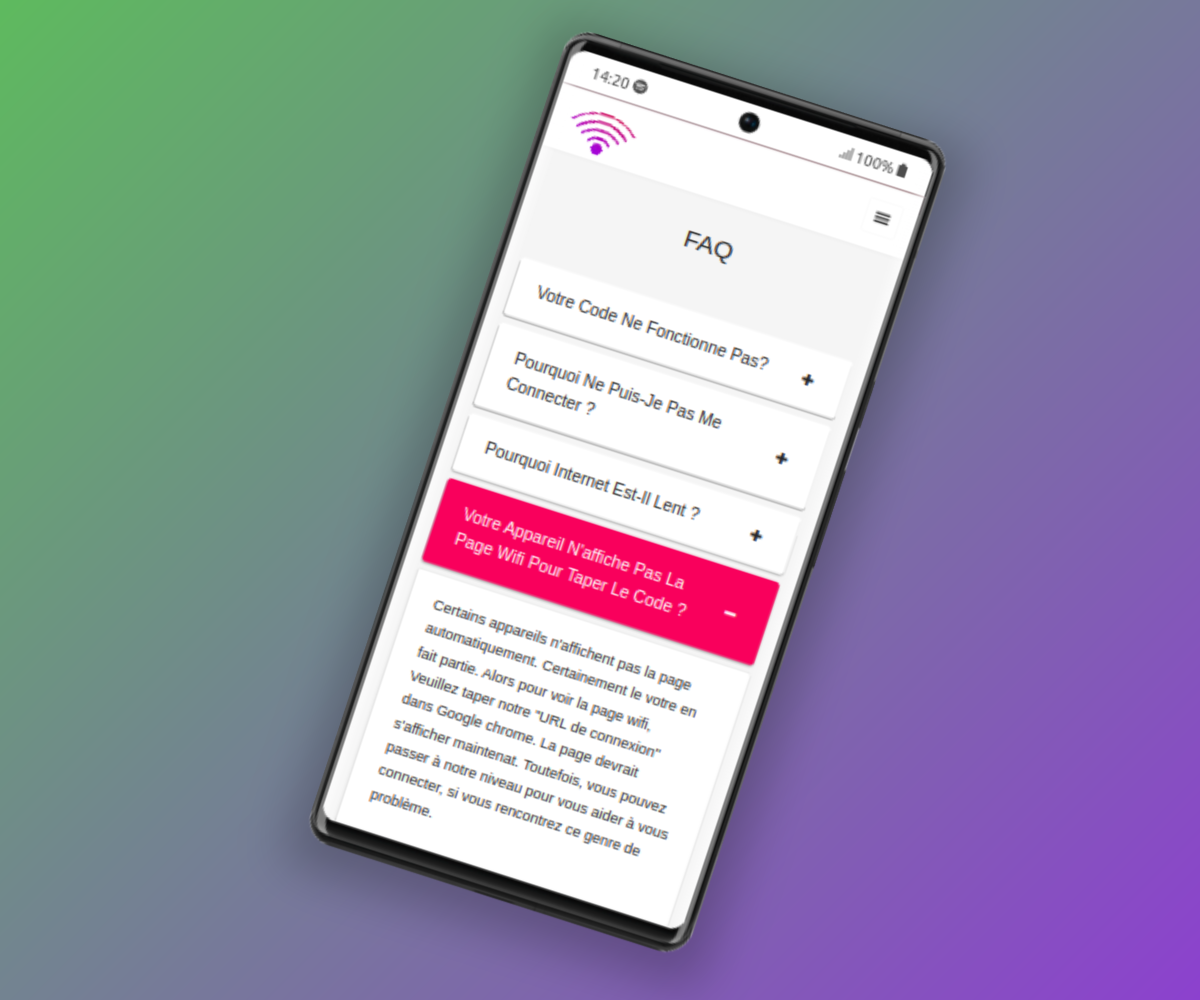 14:20
100%
FAQ
Votre Code Ne Fonctionne Pas?
Pourquoi Ne Puis-Je Pas Me
Connecter ?
Pourquoi Internet Est-Il Lent ?
Votre Appareil N'affiche Pas La
Page Wifi Pour Taper Le Code ?
Certains appareils n'affichent pas la page
automatiquement. Certainement le votre en
fait partie. Alors pour voir la page wifi,
Veuillez taper notre "URL de connexion"
dans Google chrome. La page devrait
s'afficher maintenat. Toutefois, vous pouvez
passer à notre niveau pour vous aider à vous
connecter, si vous rencontrez ce genre de
problème.